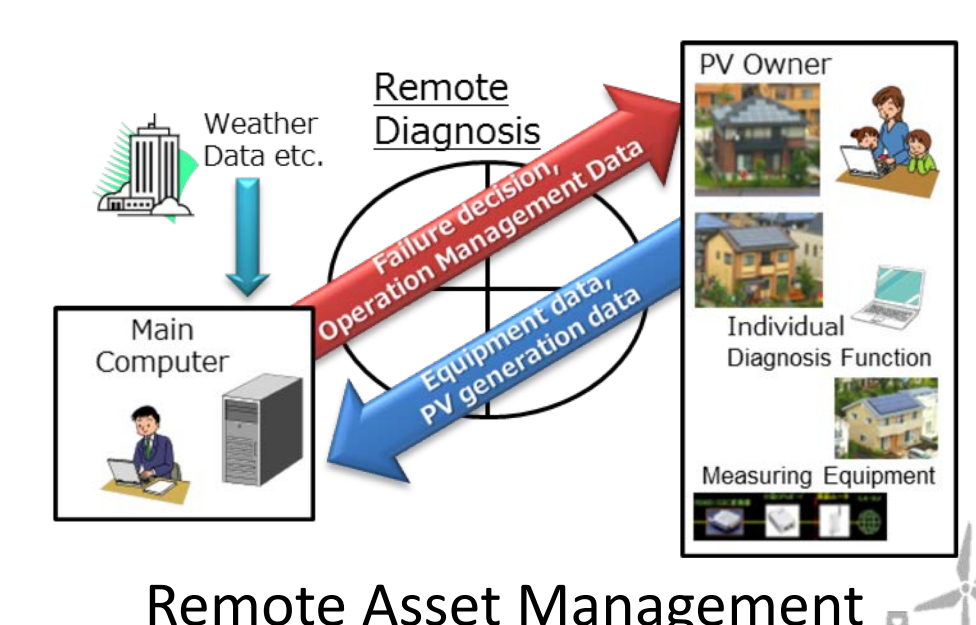 Remote
Diagnosis
Weather
Data etc.
Failure decision,
Operation Management Data
Equipment data,
PV generation data
Main
Computer
PV Owner
Individual
Diagnosis Function
Measuring Equipment
Remote Asset Management